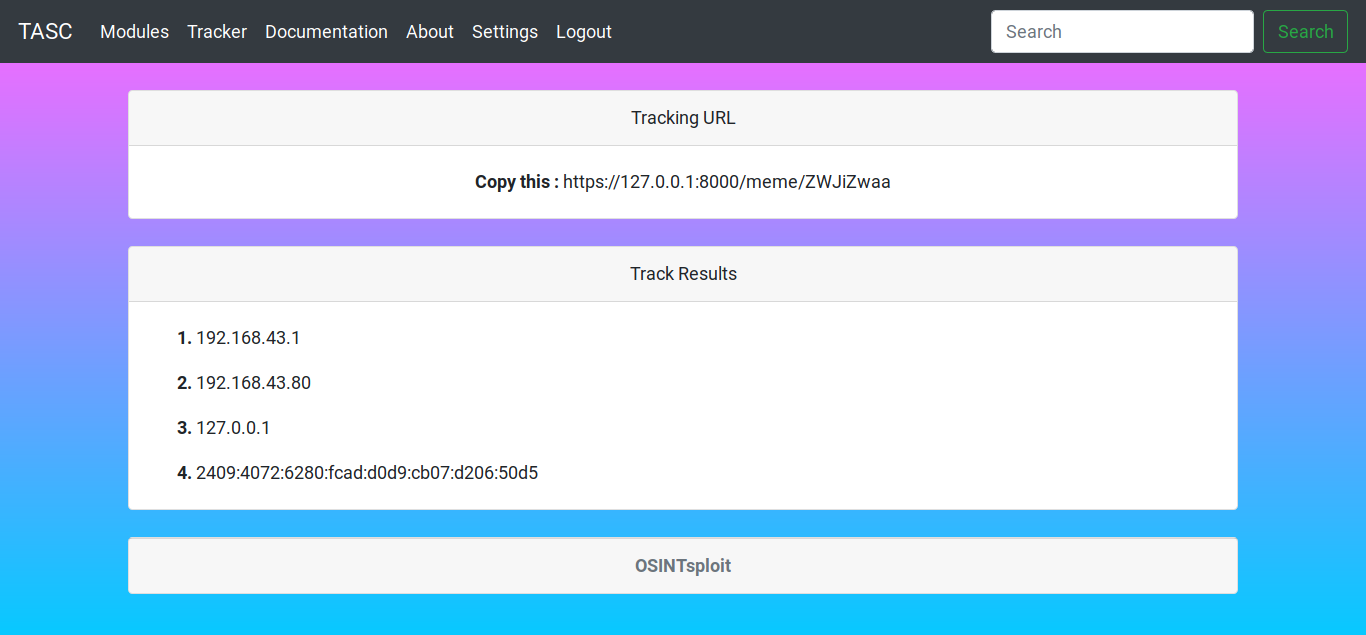 TASC Modules Tracker Documentation About Settings Logout Search Search
Tracking URL
Copy this : https://127.0.0.1:8000/meme/ZWJiZwaa
Track Results
1. 192.168.43.1
2. 192.168.43.80
3. 127.0.0.1
4. 2409:4072:6280:fcad:d0d9:cb07:d206:50d5
OSINTsploit